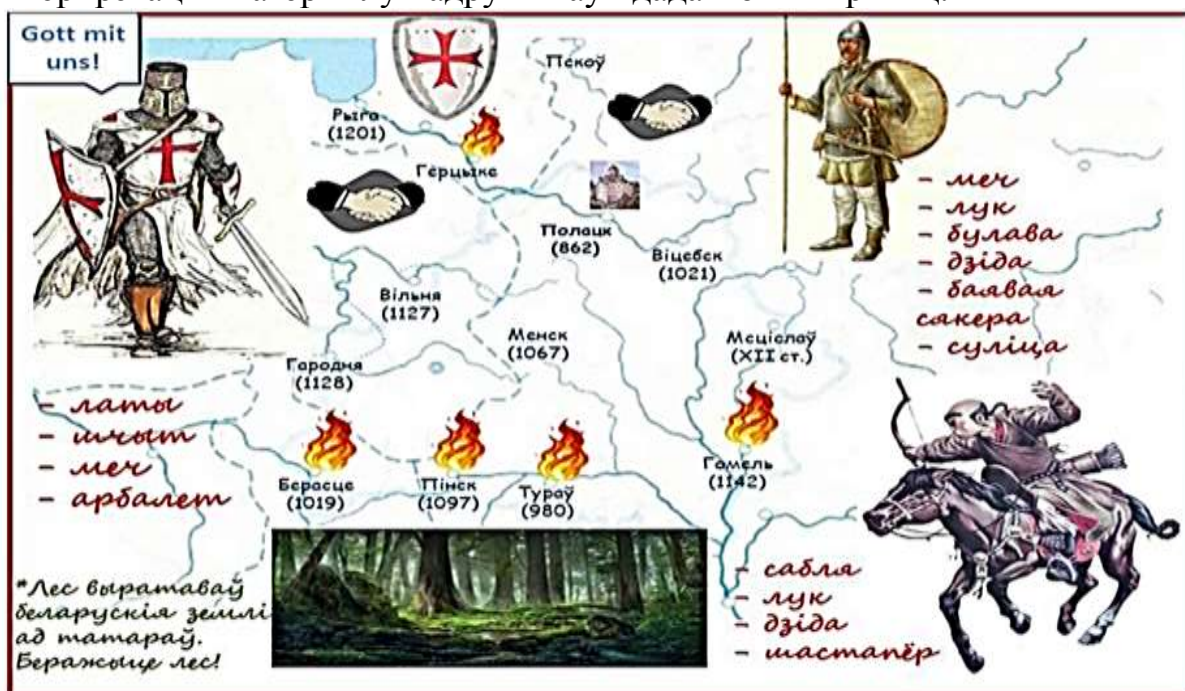 Gott mit
uns!
Пскоў
Рыга
(1201)
Герцыке
Полацк
(862)
Віцебск
(1021)
Вільня
(1127)
Менск
(1067)
Мсціслаў
(XII ст.)
Гародня
(1128)
Берасце
(1019)
Пінск
(1097)
Тураў
(980)
Гомель
(1142)
- меч
- лук
- булава
- дзіда
- баявая
сякера
- суліца
- латы
- шчыт
- меч
- арбалет
- сабля
- лук
- дзіда
- шастапёр
*Лес выратаваў
беларускія землі
ад татараў.
Беражыце лес!